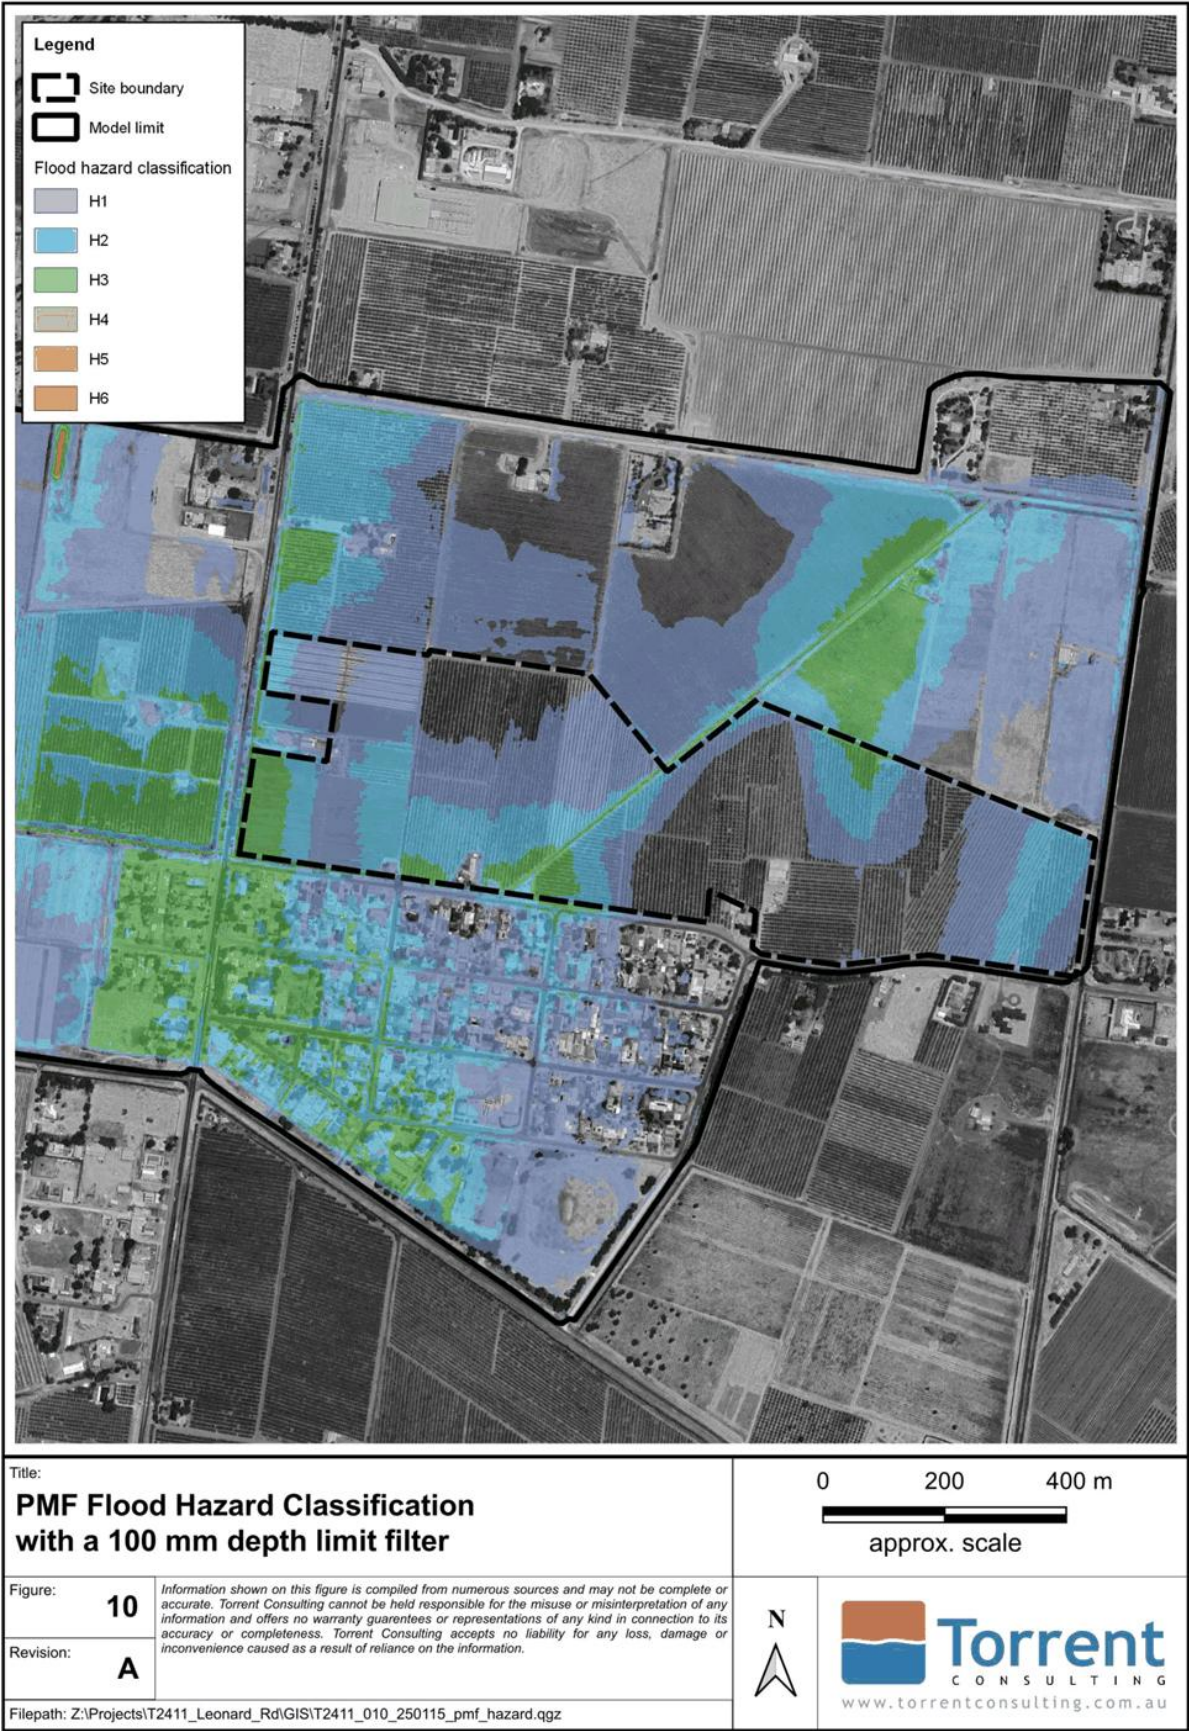 Legend
Site boundary
Model limit
Flood hazard classification
H1
H2
H3
H4
H5
H6
Title:
PMF Flood Hazard Classification
with a 100 mm depth limit filter
0 200 400 m
approx. scale
Figure:
10
Revision:
A
Information shown on this figure is compiled from numerous sources and may not be complete or
accurate. Torrent Consulting cannot be held responsible for the misuse or misinterpretation of any
information and offers no warranty guarentees or representations of any kind in connection to its
accuracy or completeness. Torrent Consulting accepts no liability for any loss, damage or
inconvenience caused as a result of reliance on the information.
N
Torrent
CONSULTING
www.torrentconsulting.com.au
Filepath: Z:\Projects\T2411_Leonard_Rd\GIS\T2411_010_250115_pmf_hazard.qgz